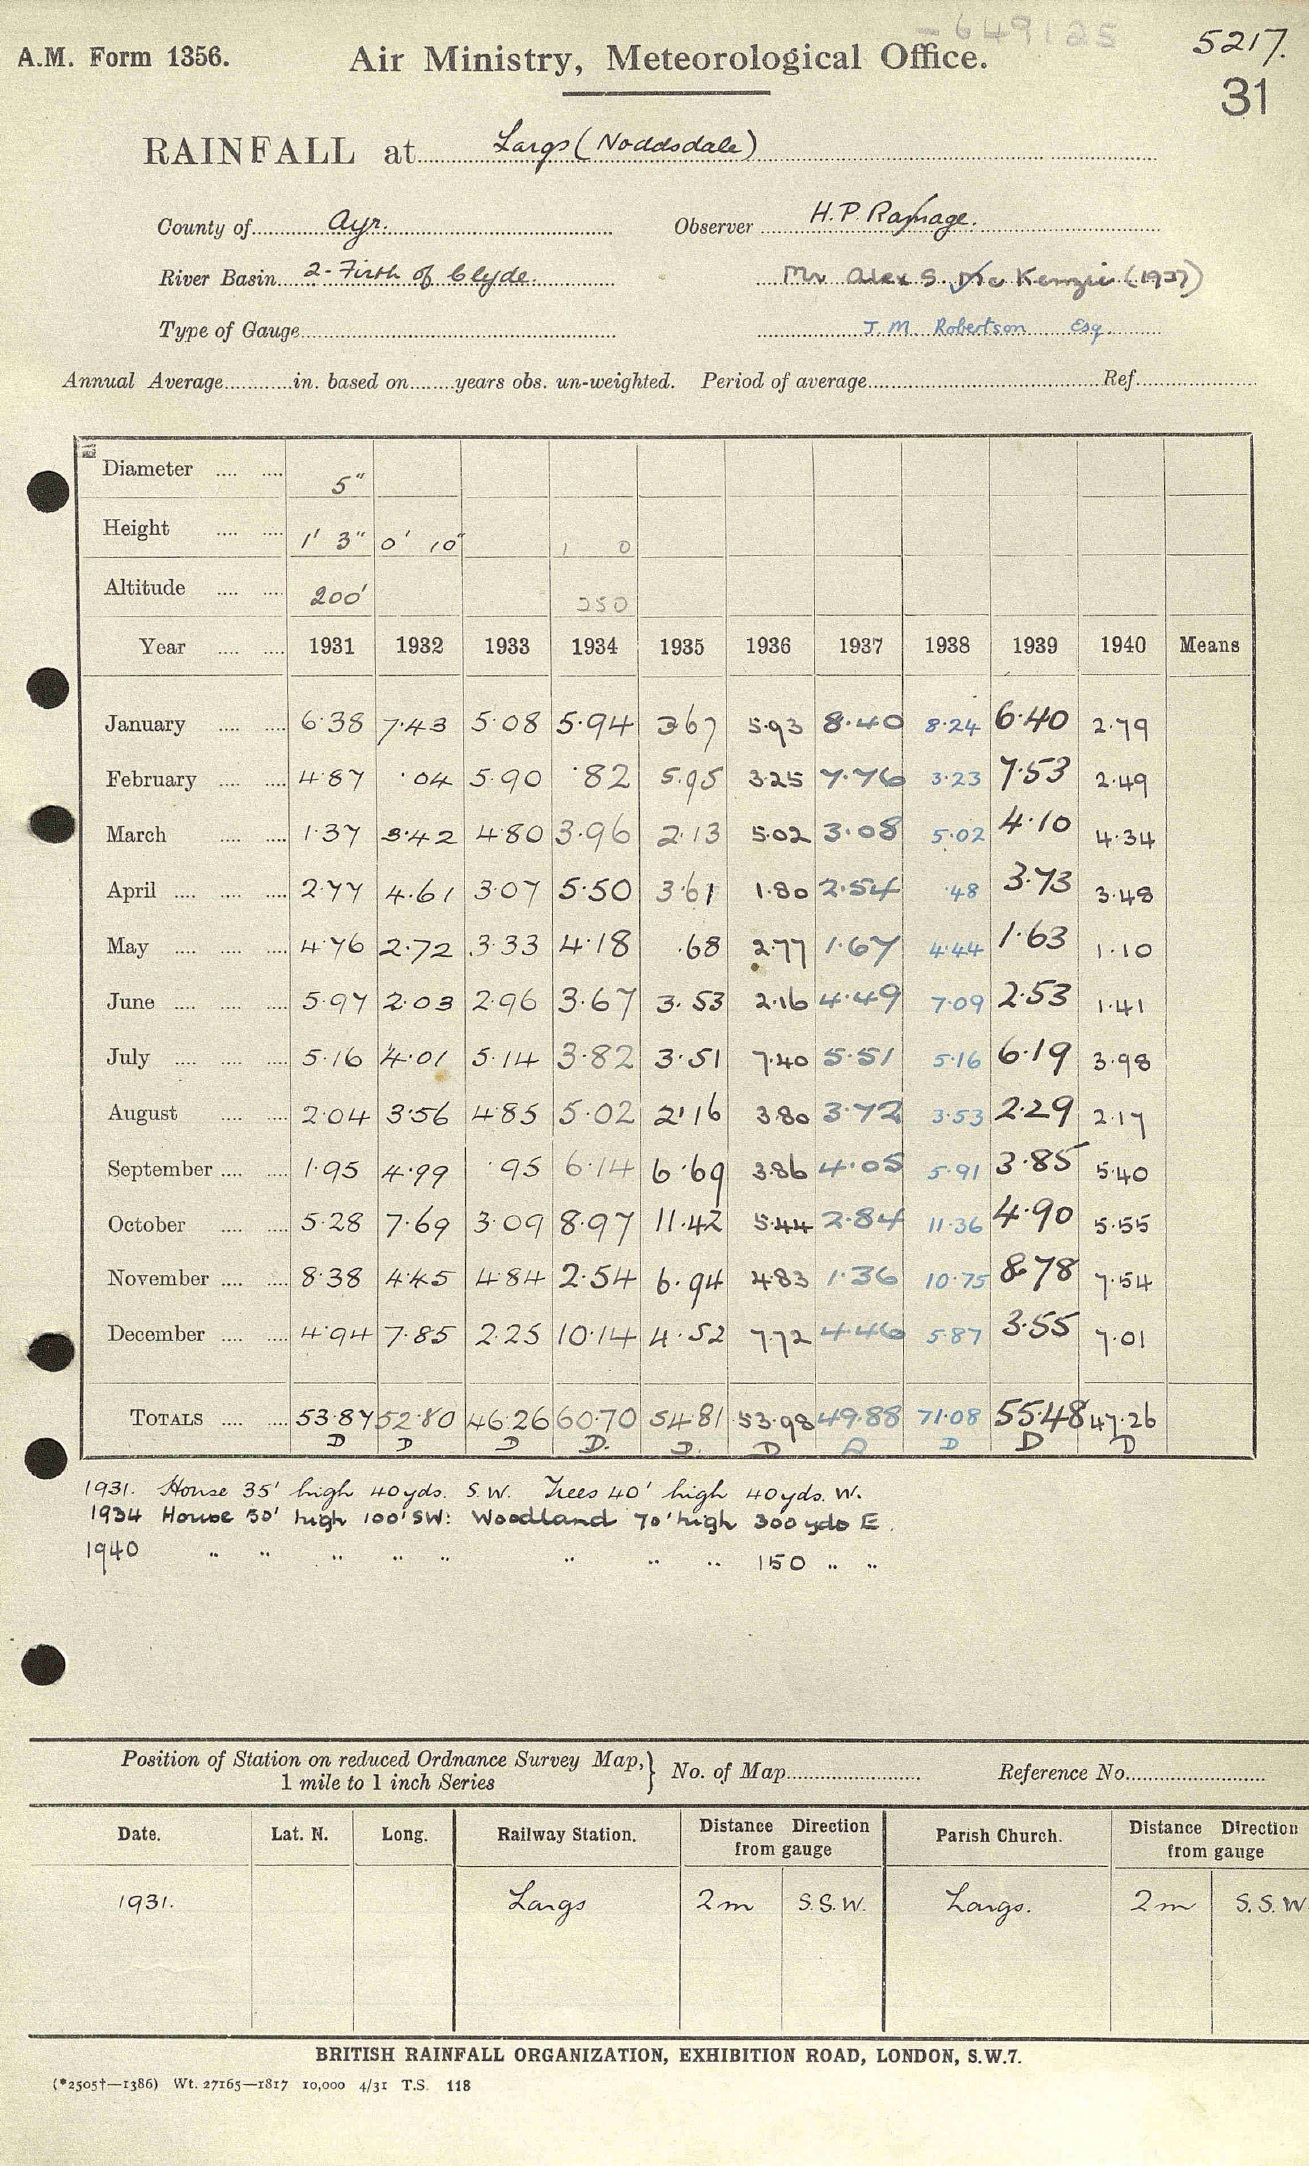 -649125
5217.
A.M. Form 1356. Air Ministry, Meteorological Office.
31
RAINFALL at Largs (Noddsdale)
County of Ayr. Observer H.P. Ramage.
River Basin 2-Firth of Clyde. Mr Alex S. McKenzie (1937)
Type of Gauge J. M. Robertson Esq.
Annual Average in. based on years obs. un-weighted. Period of average Ref.
Diameter 5"
Height 1' 3" 0' 10" 1 0
Altitude 200' 250
Year 1931 1932 1933 1934 1935 1936 1937 1938 1939 1940 Means
January 6·38 7·43 5·08 5·94 3·67 5·93 8·40 8·24 6·40 2·79
February 4·87 ·04 5·90 ·82 5·95 3·25 7·76 3·23 7·53 2·49
March 1·37 3·42 4·80 3·96 2·13 5·02 3·08 5·02 4·10 4·34
April 2·77 4·61 3·07 5·50 3·61 1·80 2·54 ·48 3·73 3·48
May 4·76 2·72 3·33 4·18 ·68 2·77 1·67 4·44 1·63 1·10
June 5·97 2·03 2·96 3·67 3·53 2·16 4·49 7·09 2·53 1·41
July 5·16 4·01 5·14 3·82 3·51 7·40 5·51 5·16 6·19 3·98
August 2·04 3·56 4·85 5·02 2·16 3·80 3·72 3·53 2·29 2·17
September 1·95 4·99 ·95 6·14 6·69 3·86 4·05 5·91 3·85 5·40
October 5·28 7·69 3·09 8·97 11·42 5·44 2·84 11·36 4·90 5·55
November 8·38 4·45 4·84 2·54 6·94 4·83 1·36 10·75 8·78 7·54
December 4·94 7·85 2·25 10·14 4·52 7·72 4·46 5·87 3·55 7·01
TOTALS 53·87 52·80 46·26 60·70 54·81 53·98 49·88 71·08 55·48 47·26
D D D D. D. D D D D D
1931. House 35' high 40yds. S.W. Trees 40' high 40yds. W.
1934 House 30' high 100' SW: Woodland 70' high 300 yds E.
1940 " " " " " " " " 150 " "
Position of Station on reduced Ordnance Survey Map, } No. of Map Reference No.
1 mile to 1 inch Series
Date. Lat. N. Long. Railway Station. Distance from gauge Direction Parish Church. Distance from gauge Direction
1931. Largs 2m S.S.W. Largs. 2m S.S.W.
BRITISH RAINFALL ORGANIZATION, EXHIBITION ROAD, LONDON, S.W.7.
(*2505†—1386) Wt. 27165—1817 10,000 4/31 T.S. 118